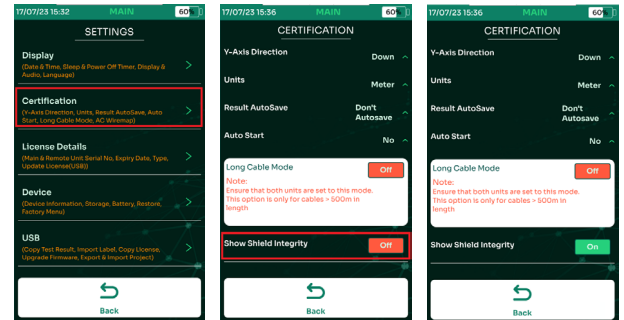 17/07/23 15:32 MAIN 60%
SETTINGS
Display
(Date & Time, Sleep & Power Off Timer, Display &
Audio, Language)
Certification
(Y-Axis Direction, Units, Result AutoSave, Auto
Start, Long Cable Mode, AC Wiremap)
License Details
(Main & Remote Unit Serial No, Expiry Date, Type,
Update License(USB))
Device
(Device Information, Storage, Battery, Restore,
Factory Menu)
USB
(Copy Test Result, Import Label, Copy License,
Upgrade Firmware, Export & Import Project)
Back
17/07/23 15:36 MAIN 60%
CERTIFICATION
Y-Axis Direction
Down
Units
Meter
Result AutoSave
Don't
Autosave
Auto Start
No
Long Cable Mode Off
Note:
Ensure that both units are set to this mode.
This option is only for cables > 500m in
length
Show Shield Integrity Off
Back
17/07/23 15:36 MAIN 60%
CERTIFICATION
Y-Axis Direction
Down
Units
Meter
Result AutoSave
Don't
Autosave
Auto Start
No
Long Cable Mode Off
Note:
Ensure that both units are set to this mode.
This option is only for cables > 500m in
length
Show Shield Integrity On
Back